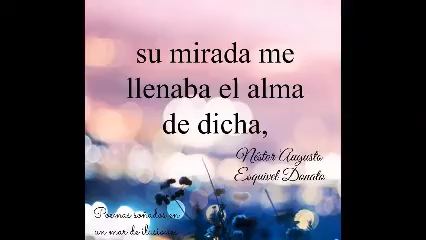 su mirada me
llenaba el alma
de dicha,
Néstor Augusto
Esquivel Donato
Poemas soñados en
un mar de ilusiones